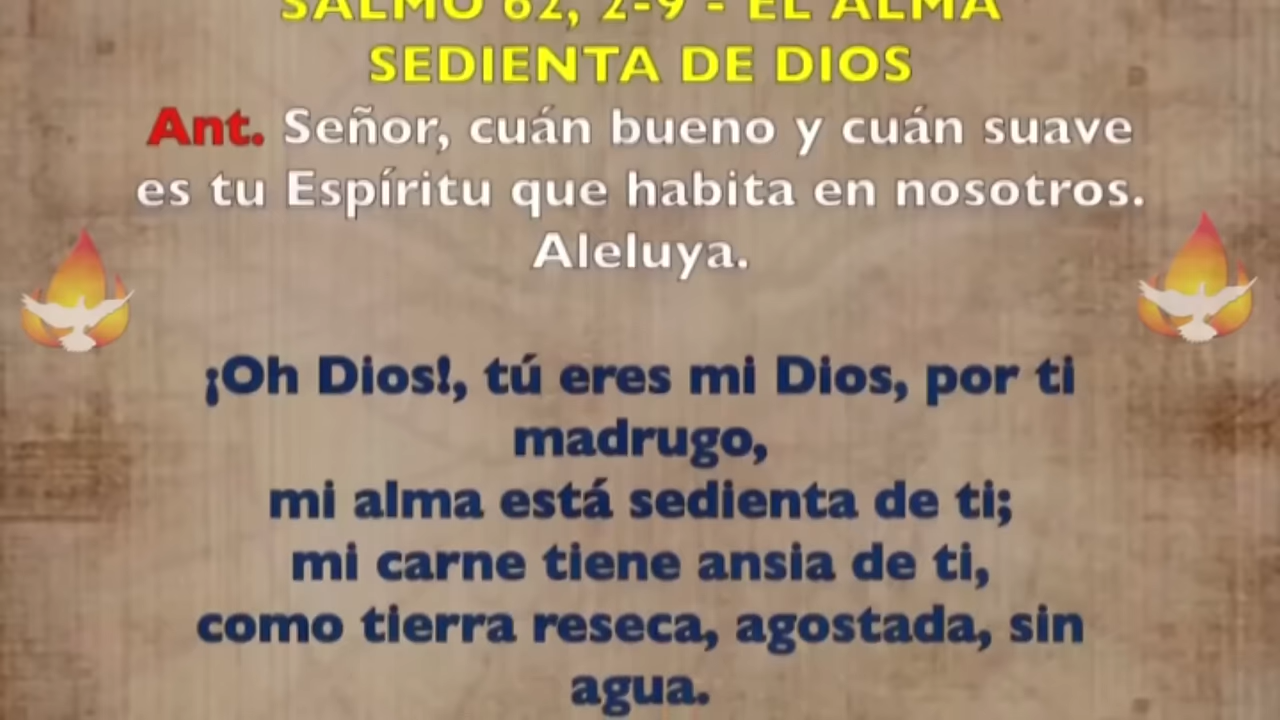 SALMO 62, 2-9 - EL ALMA
SEDIENTA DE DIOS
Ant. Señor, cuán bueno y cuán suave
es tu Espíritu que habita en nosotros.
Aleluya.
¡Oh Dios!, tú eres mi Dios, por ti
madrugo,
mi alma está sedienta de ti;
mi carne tiene ansia de ti,
como tierra reseca, agostada, sin
agua.